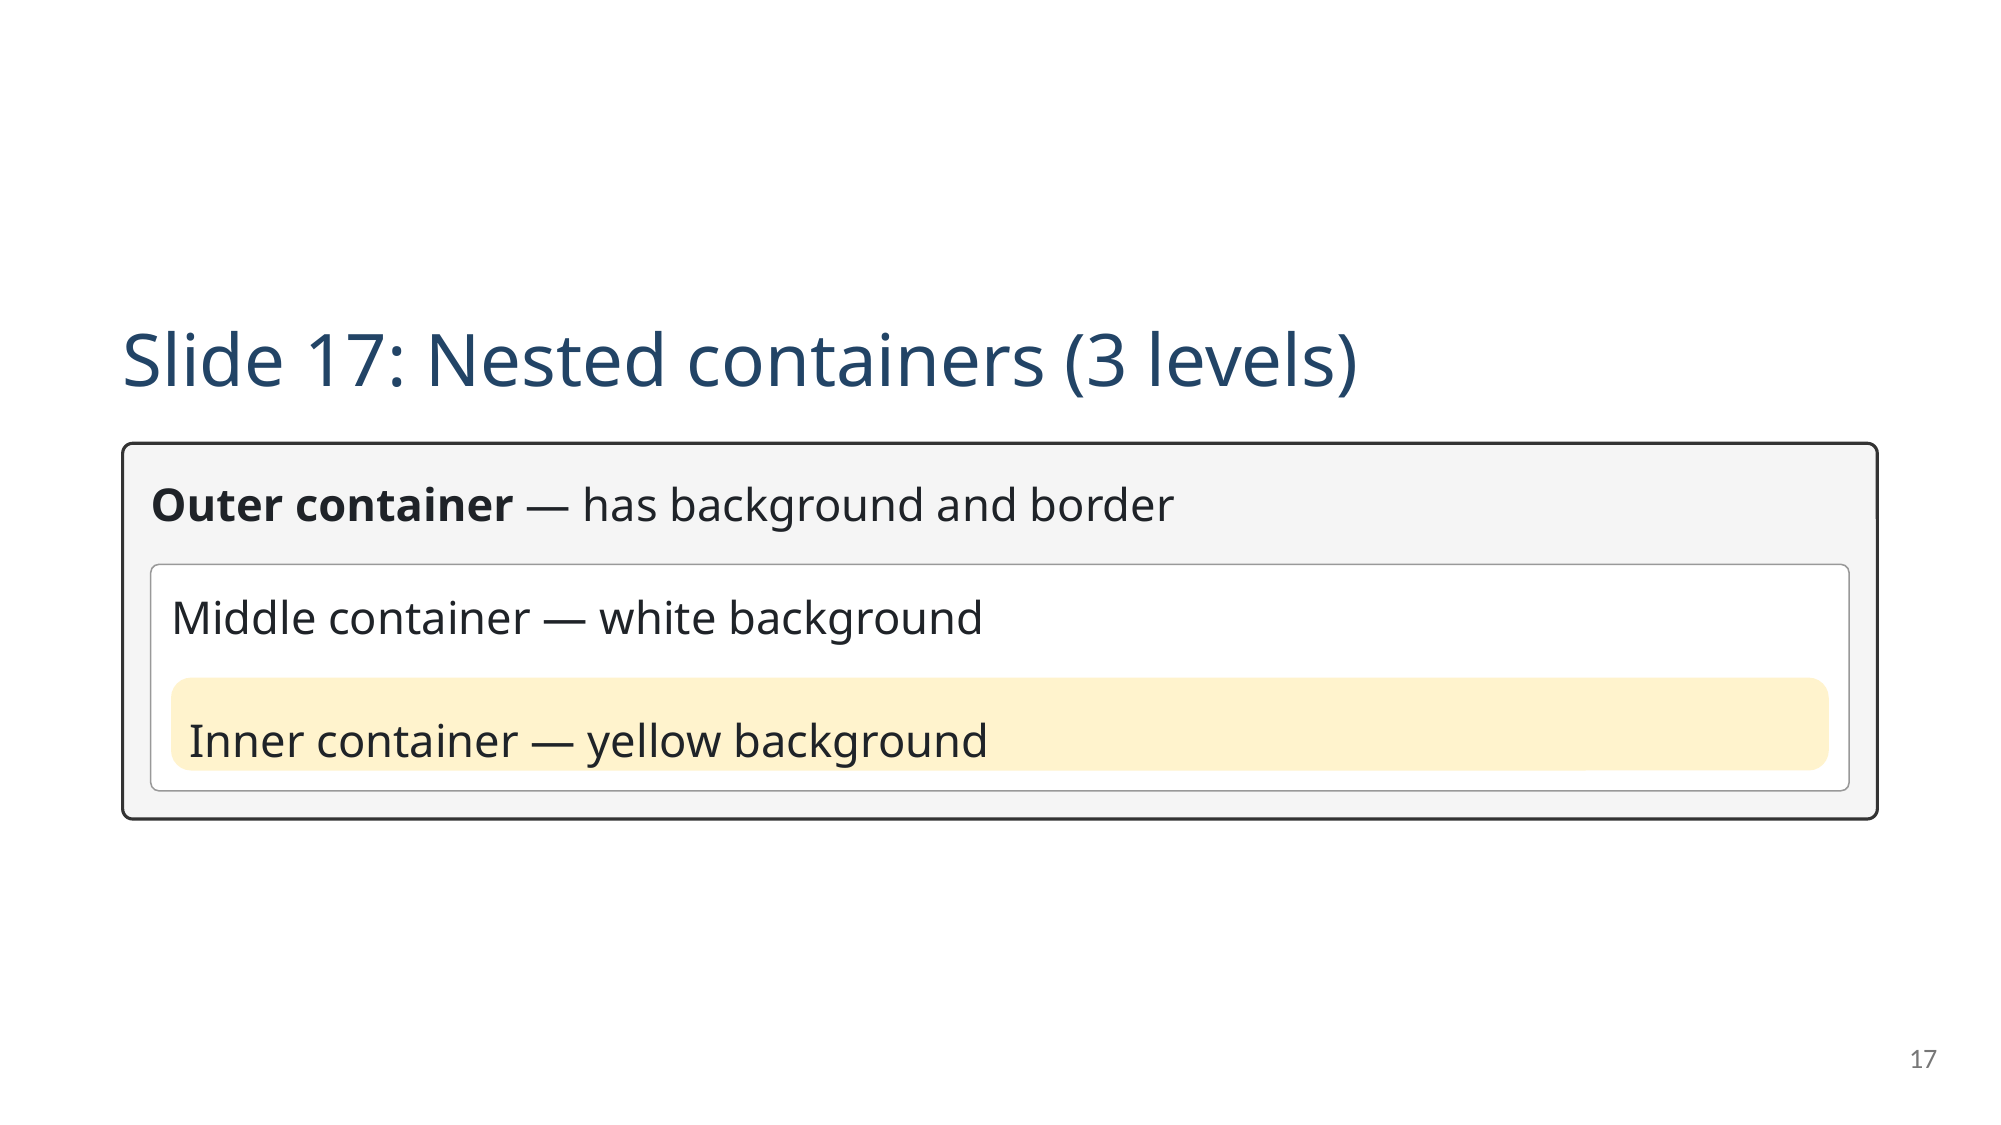 Slide 17: Nested containers (3 levels)
Outer container — has background and border
Middle container — white background
Inner container — yellow background
17